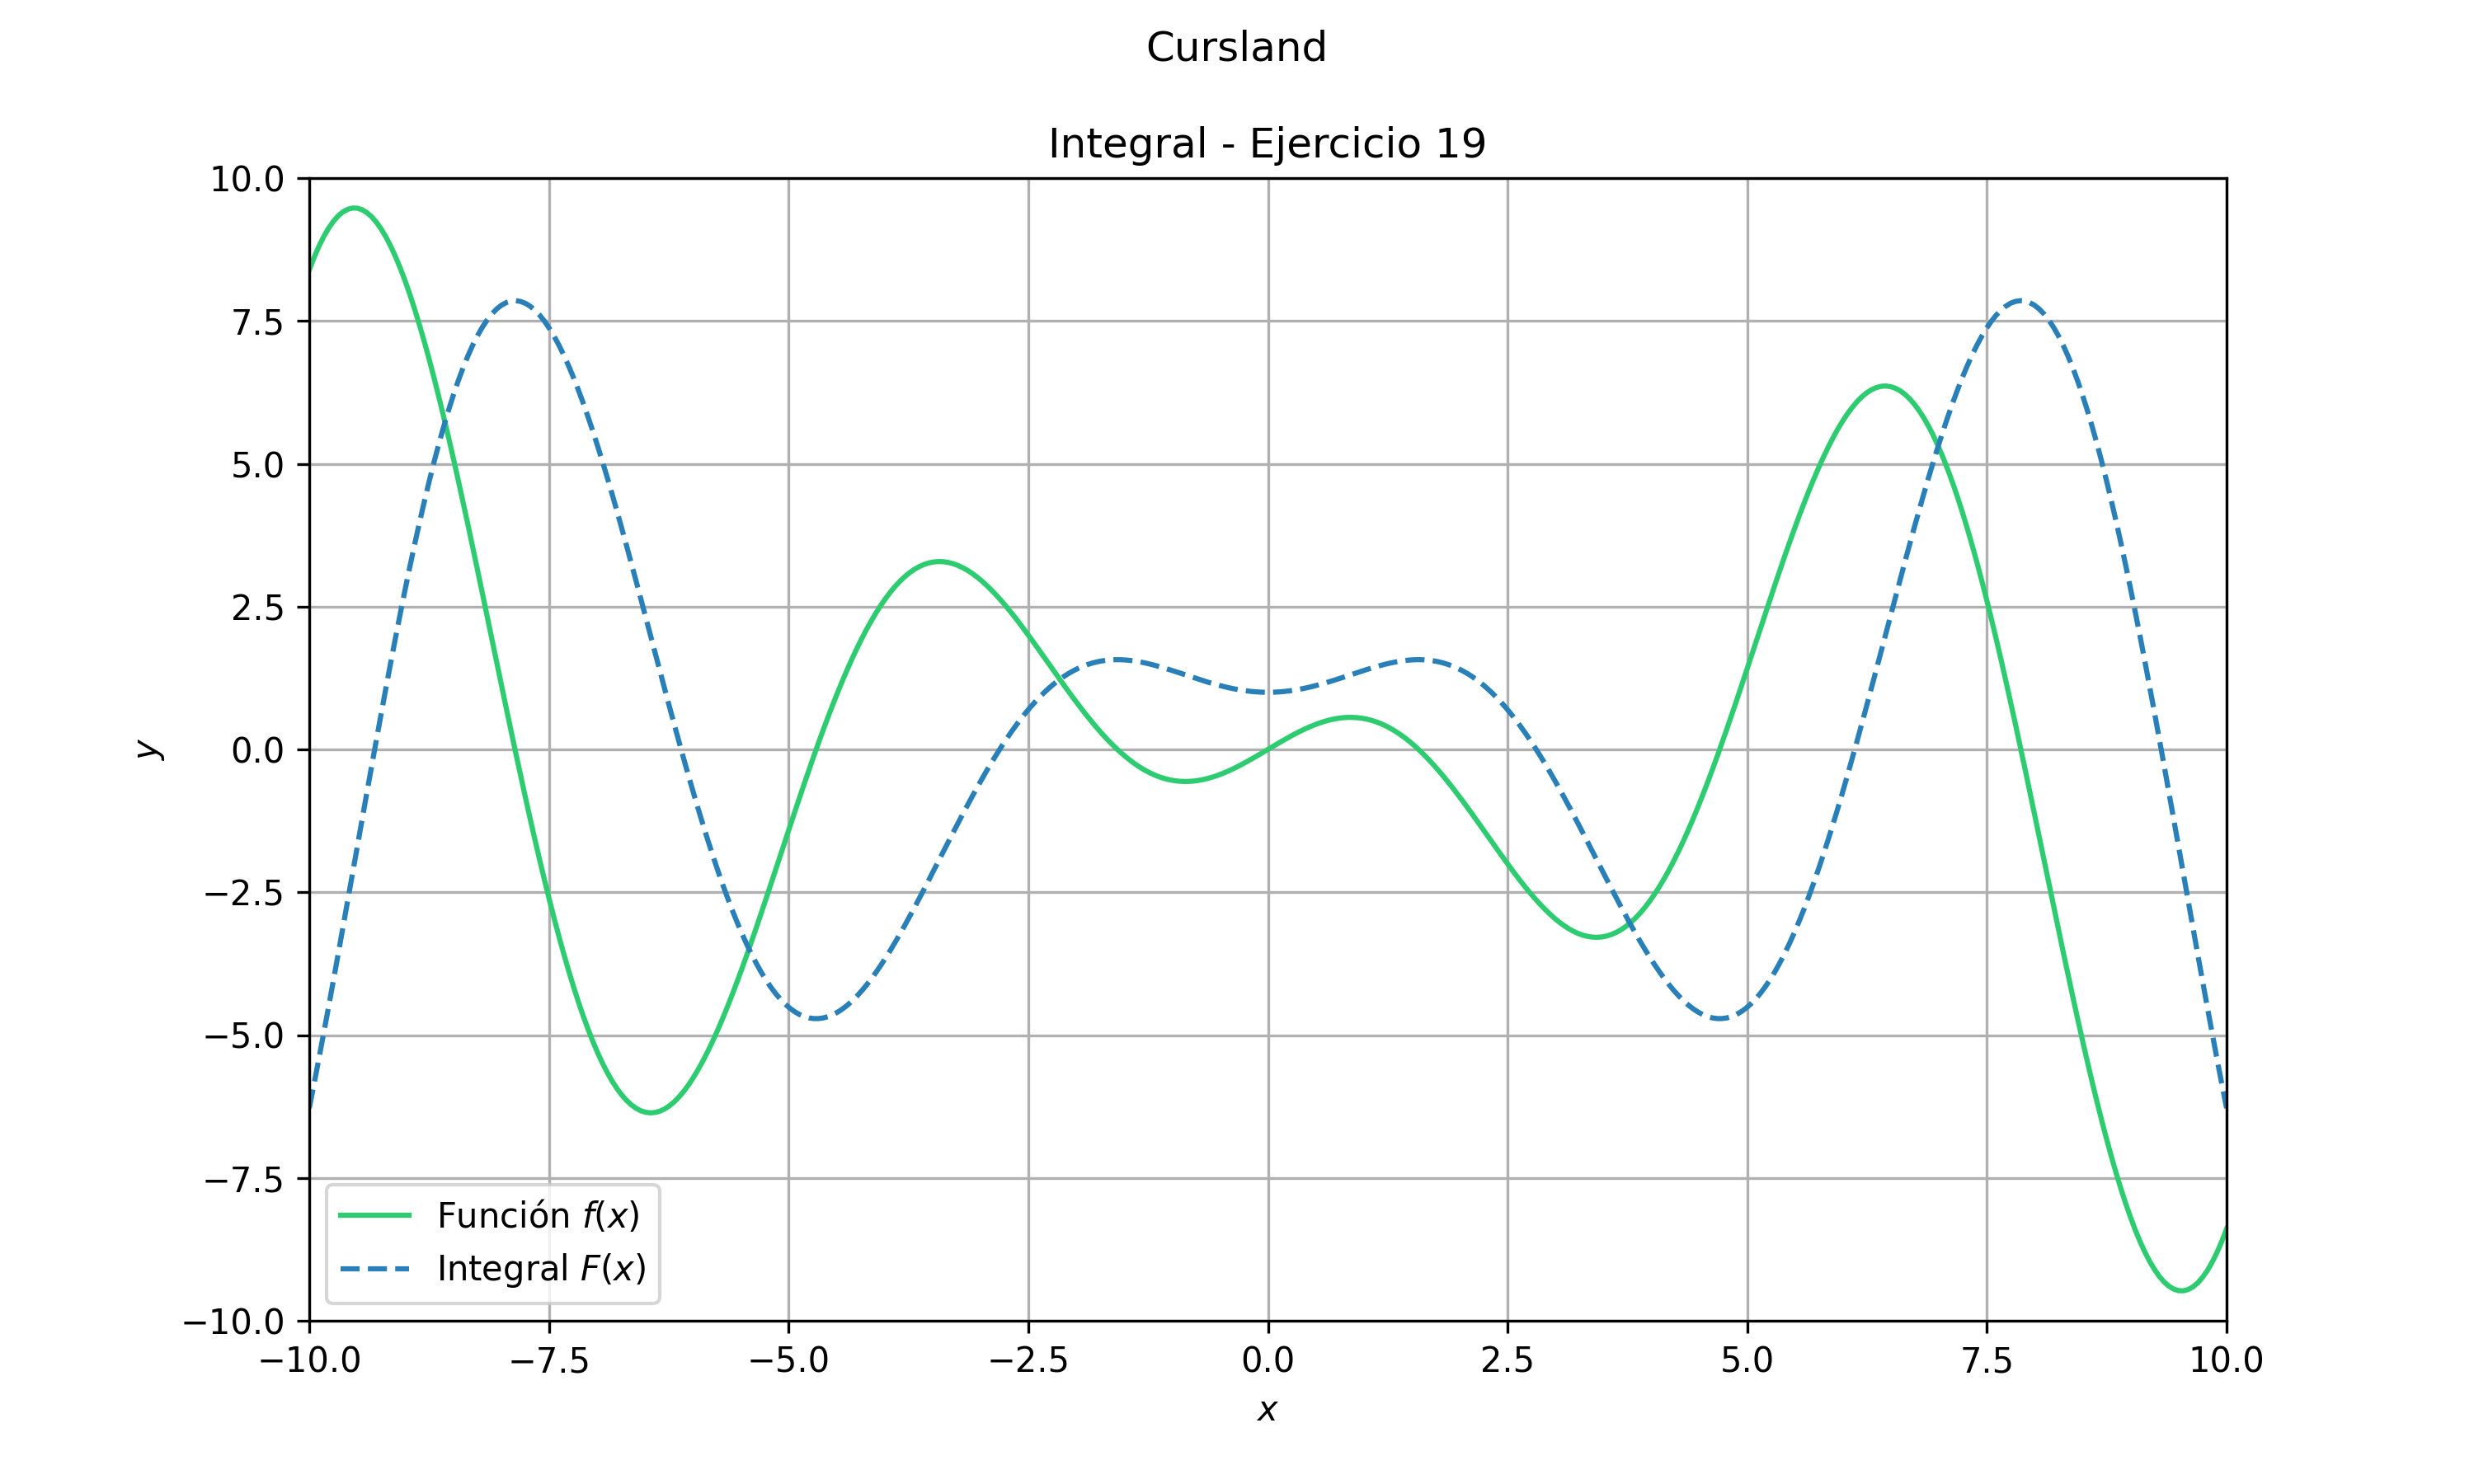 Cursland
Integral - Ejercicio 19
10.0
7.5
5.0
2.5
0.0
−2.5
−5.0
−7.5
−10.0
y
Función f(x)
Integral F(x)
−10.0 −7.5 −5.0 −2.5 0.0 2.5 5.0 7.5 10.0
x